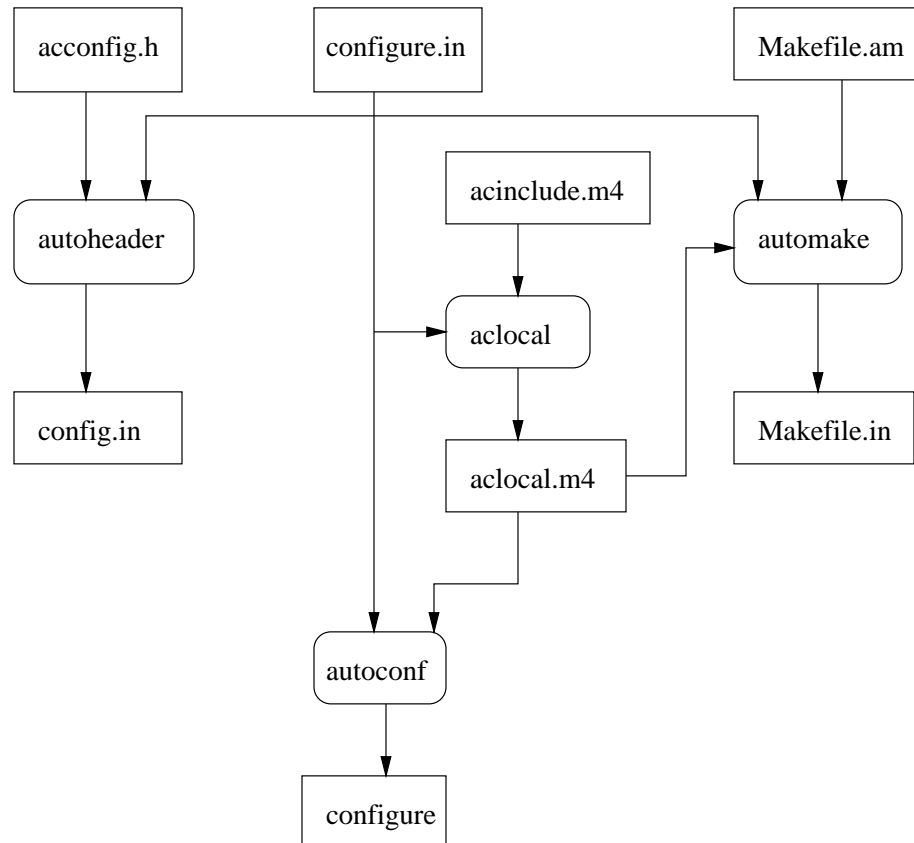 acconfig.h
configure.in
Makefile.am
acinclude.m4
autoheader
automake
aclocal
config.in
Makefile.in
aclocal.m4
autoconf
configure